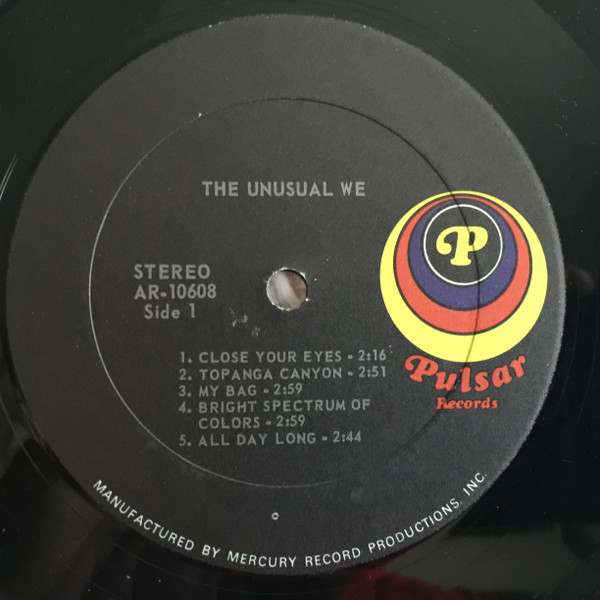 THE UNUSUAL WE
STEREO
AR-10608
Side 1
P
Pulsar
Records
1. CLOSE YOUR EYES - 2:16
2. TOPANGA CANYON - 2:51
3. MY BAG - 2:59
4. BRIGHT SPECTRUM OF
COLORS - 2:59
5. ALL DAY LONG - 2:44
MANUFACTURED BY MERCURY RECORD PRODUCTIONS, INC.